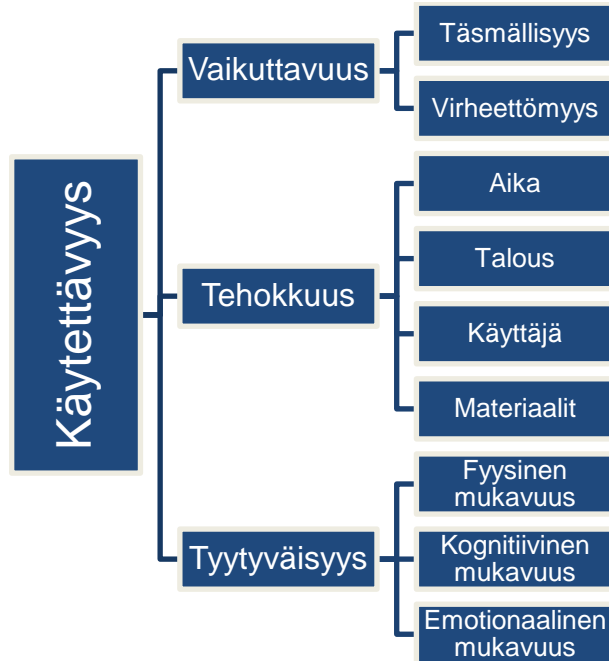 Käytettävyys
Vaikuttavuus
Täsmällisyys
Virheettömyys
Tehokkuus
Aika
Talous
Käyttäjä
Materiaalit
Tyytyväisyys
Fyysinen
mukavuus
Kognitiivinen
mukavuus
Emotionaalinen
mukavuus